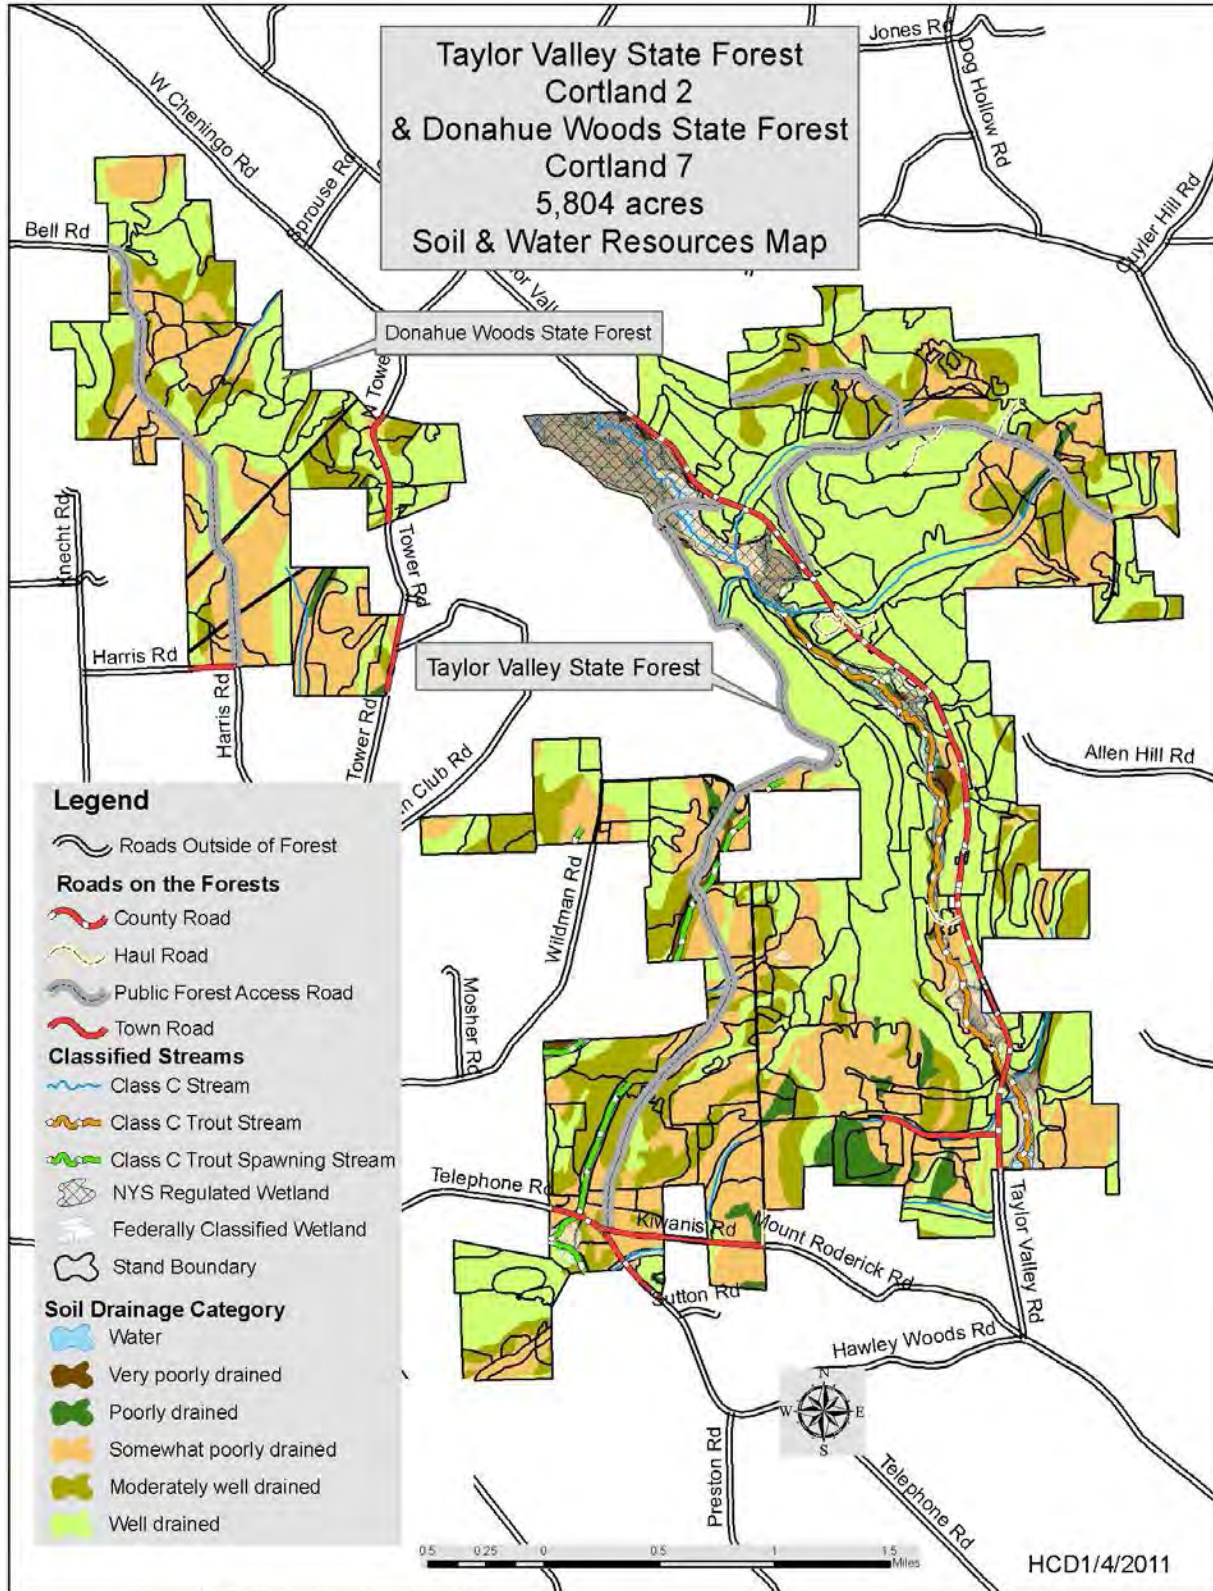 Taylor Valley State Forest
Cortland 2
& Donahue Woods State Forest
Cortland 7
5,804 acres
Soil & Water Resources Map
Jones Rd
Dog Hollow Rd
W Cheningo Rd
Sprouse Rd
Cuyler Hill Rd
Bell Rd
Donahue Woods State Forest
Tower Rd
Knecht Rd
Harris Rd
Harris Rd
Tower Rd
Taylor Valley State Forest
Club Rd
Allen Hill Rd
Wildman Rd
Mosher Rd
Telephone Rd
Kiwanis Rd
Mount Roderick Rd
Taylor Valley Rd
Sutton Rd
Hawley Woods Rd
Preston Rd
Telephone Rd
Legend
Roads Outside of Forest
Roads on the Forests
County Road
Haul Road
Public Forest Access Road
Town Road
Classified Streams
Class C Stream
Class C Trout Stream
Class C Trout Spawning Stream
NYS Regulated Wetland
Federally Classified Wetland
Stand Boundary
Soil Drainage Category
Water
Very poorly drained
Poorly drained
Somewhat poorly drained
Moderately well drained
Well drained
N
W E
S
0.5 0.25 0 0.5 1 1.5
Miles
HCD1/4/2011